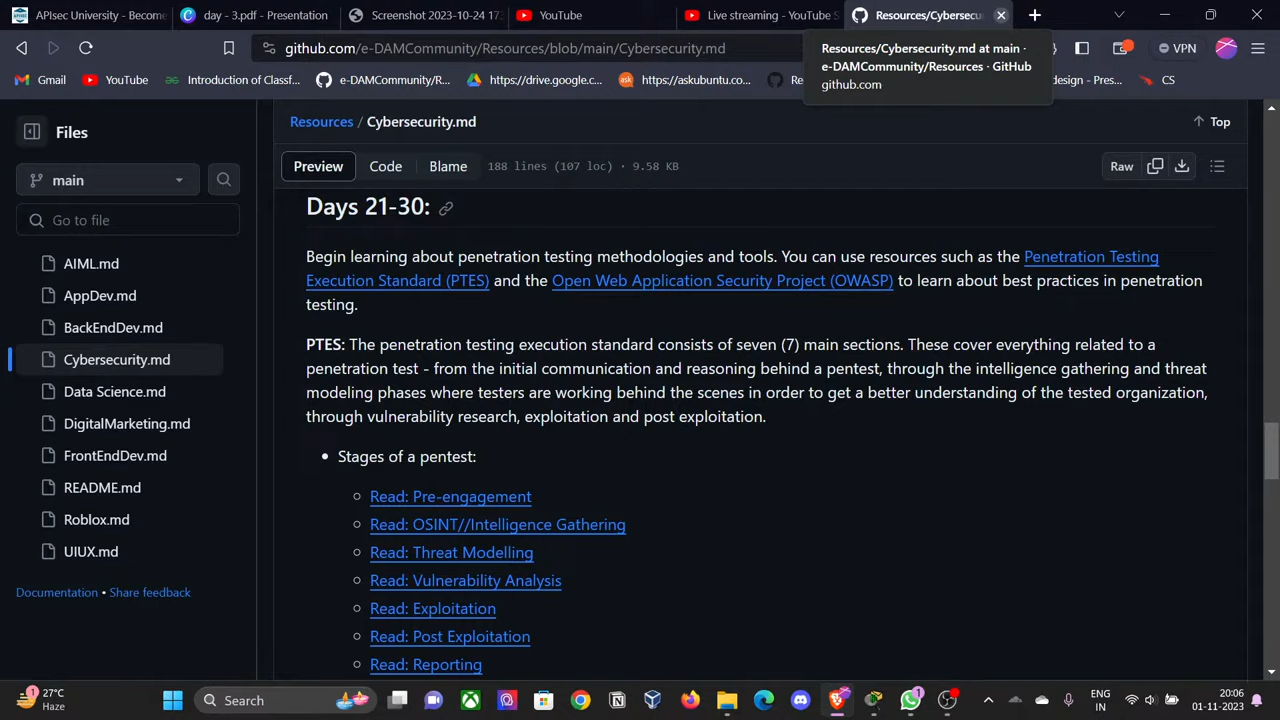 APIsec University - Become
day - 3.pdf - Presentation
Screenshot 2023-10-24 17
YouTube
Live streaming - YouTube S
Resources/Cybersecu
github.com/e-DAMCommunity/Resources/blob/main/Cybersecurity.md
VPN
Resources/Cybersecurity.md at main ·
e-DAMCommunity/Resources · GitHub
github.com
Gmail
YouTube
Introduction of Classf...
e-DAMCommunity/R...
https://drive.google.c...
https://askubuntu.co...
Re
design - Pres...
CS
Files
main
Go to file
AIML.md
AppDev.md
BackEndDev.md
Cybersecurity.md
Data Science.md
DigitalMarketing.md
FrontEndDev.md
README.md
Roblox.md
UIUX.md
Documentation • Share feedback
Resources / Cybersecurity.md
Top
Preview
Code
Blame
188 lines (107 loc) · 9.58 KB
Raw
Days 21-30:
Begin learning about penetration testing methodologies and tools. You can use resources such as the Penetration Testing
Execution Standard (PTES) and the Open Web Application Security Project (OWASP) to learn about best practices in penetration
testing.
PTES: The penetration testing execution standard consists of seven (7) main sections. These cover everything related to a
penetration test - from the initial communication and reasoning behind a pentest, through the intelligence gathering and threat
modeling phases where testers are working behind the scenes in order to get a better understanding of the tested organization,
through vulnerability research, exploitation and post exploitation.
Stages of a pentest:
Read: Pre-engagement
Read: OSINT//Intelligence Gathering
Read: Threat Modelling
Read: Vulnerability Analysis
Read: Exploitation
Read: Post Exploitation
Read: Reporting
1
27°C
Haze
Search
1
ENG
IN
20:06
01-11-2023